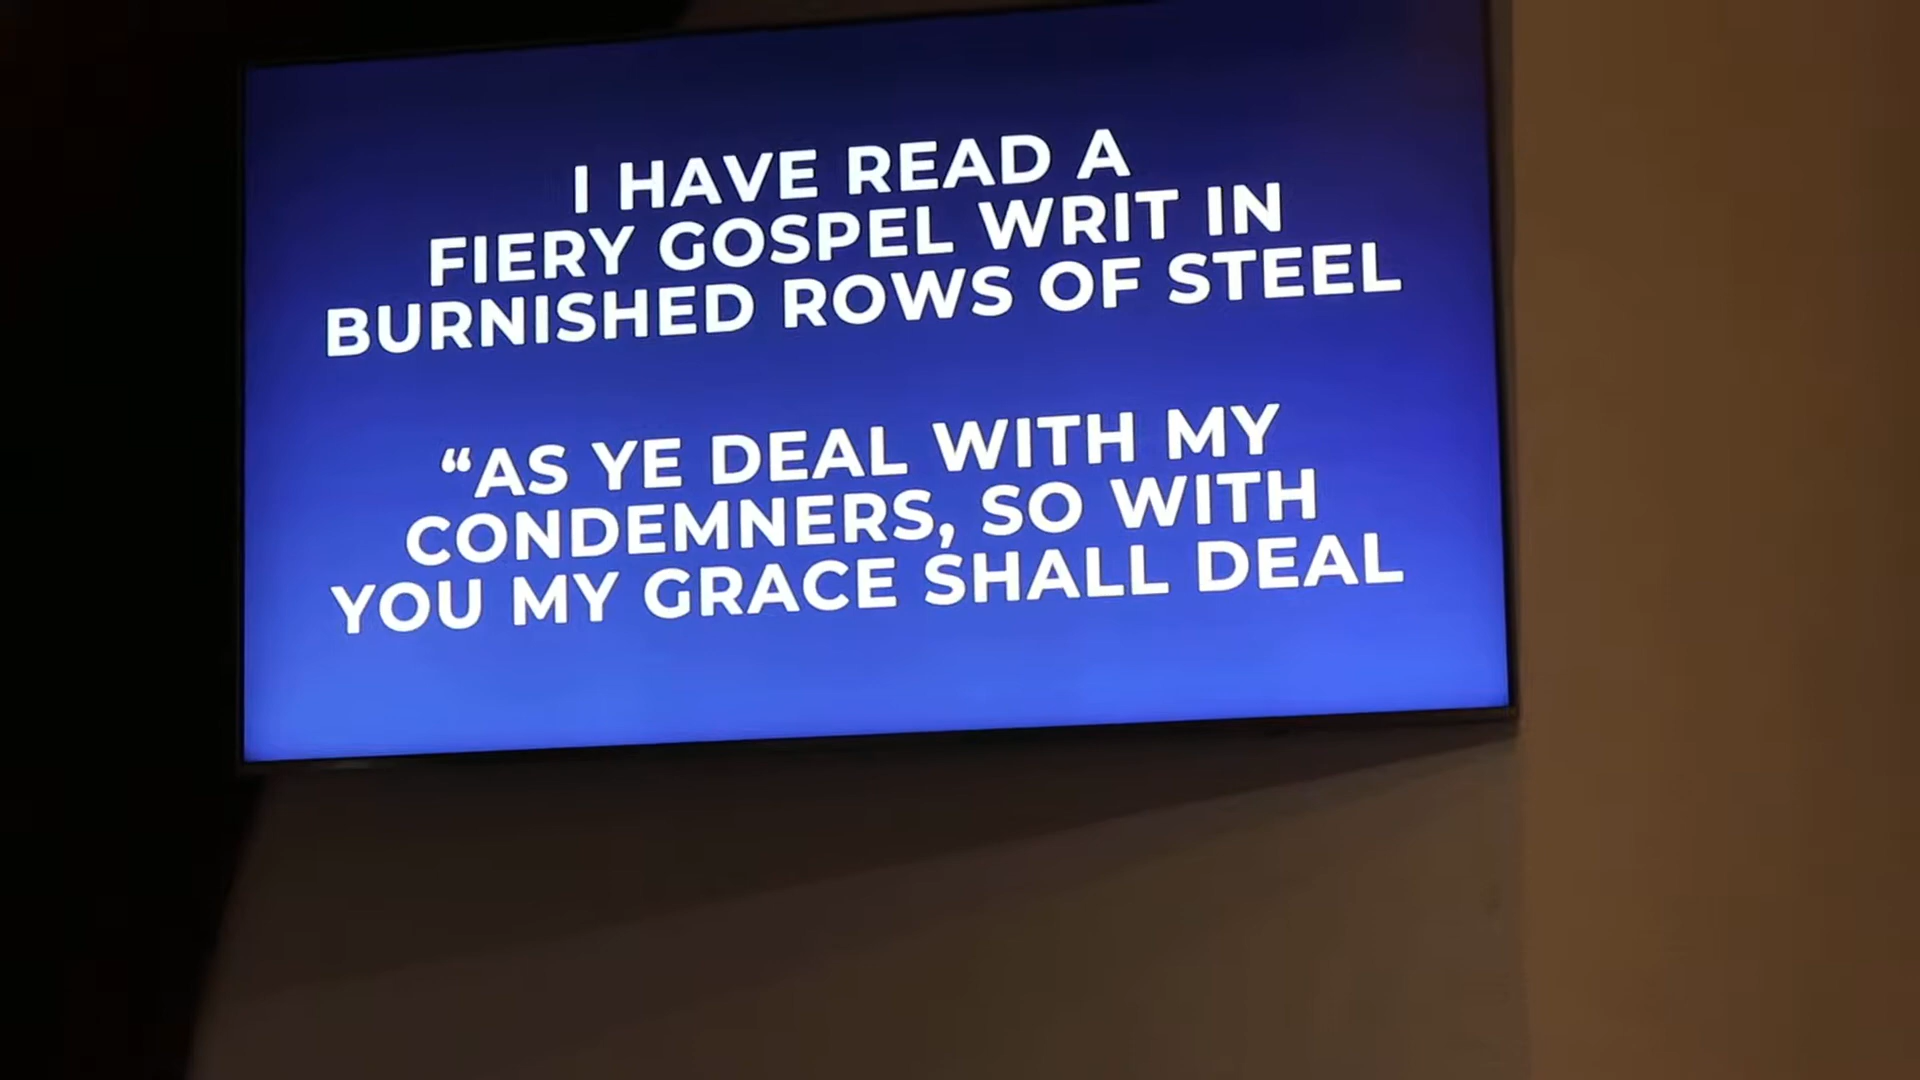 I HAVE READ A
FIERY GOSPEL WRIT IN
BURNISHED ROWS OF STEEL
“AS YE DEAL WITH MY
CONDEMNERS, SO WITH
YOU MY GRACE SHALL DEAL